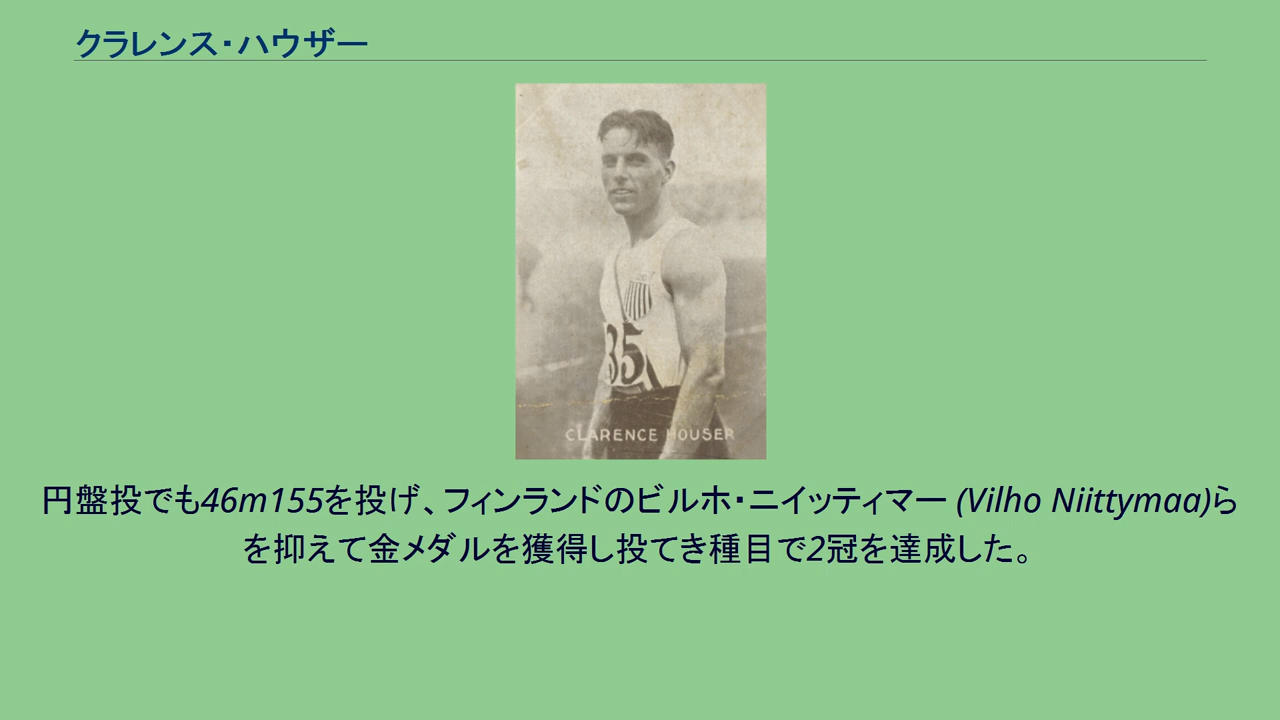 クラレンス・ハウザー
35
CLARENCE HOUSER
円盤投でも46m155を投げ、フィンランドのビルホ・ニイッティマー (Vilho Niittymaa)ら
を抑えて金メダルを獲得し投てき種目で2冠を達成した。